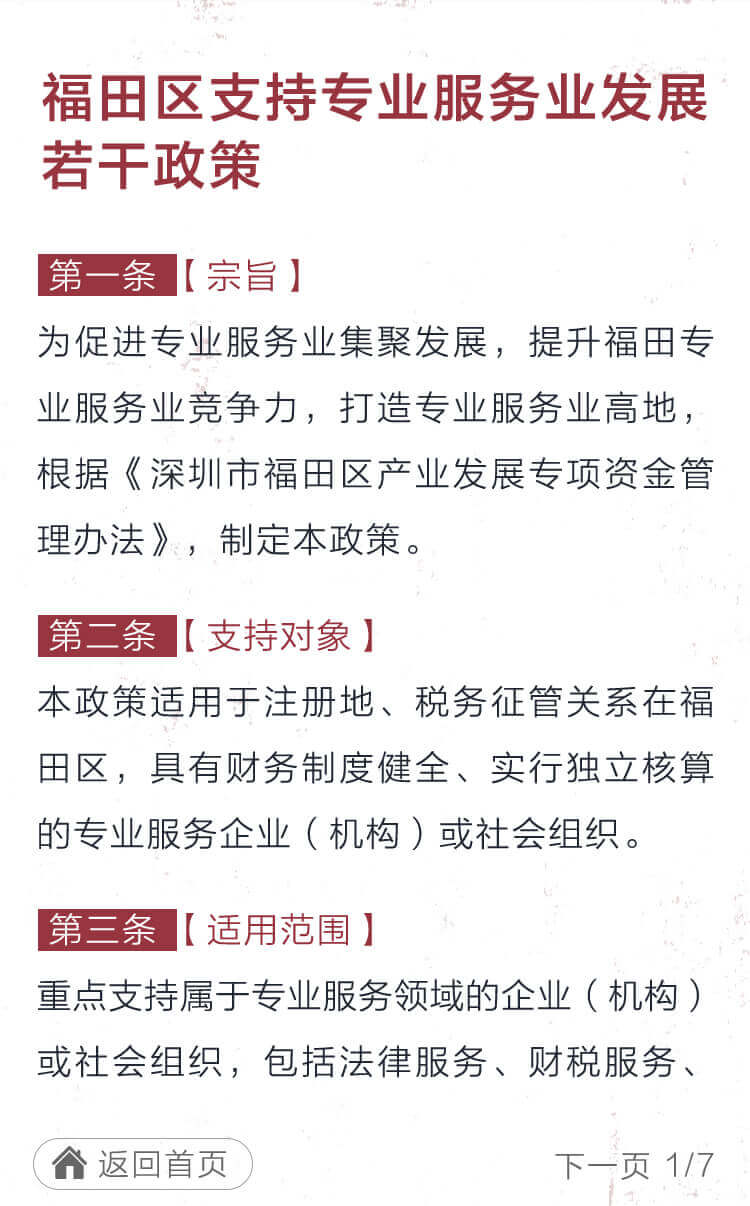 福田区支持专业服务业发展
若干政策
第一条【宗旨】
为促进专业服务业集聚发展，提升福田专
业服务业竞争力，打造专业服务业高地，
根据《深圳市福田区产业发展专项资金管
理办法》，制定本政策。
第二条【支持对象】
本政策适用于注册地、税务征管关系在福
田区，具有财务制度健全、实行独立核算
的专业服务企业（机构）或社会组织。
第三条【适用范围】
重点支持属于专业服务领域的企业（机构）
或社会组织，包括法律服务、财税服务、
返回首页
下一页 1/7